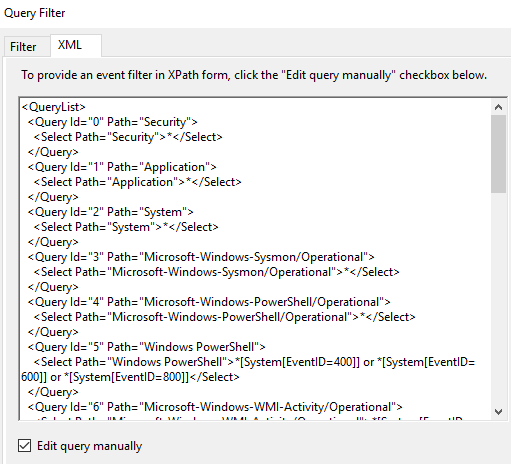 Query Filter
Filter
XML
To provide an event filter in XPath form, click the "Edit query manually" checkbox below.
<QueryList>
<Query Id="0" Path="Security">
<Select Path="Security">*</Select>
</Query>
<Query Id="1" Path="Application">
<Select Path="Application">*</Select>
</Query>
<Query Id="2" Path="System">
<Select Path="System">*</Select>
</Query>
<Query Id="3" Path="Microsoft-Windows-Sysmon/Operational">
<Select Path="Microsoft-Windows-Sysmon/Operational">*</Select>
</Query>
<Query Id="4" Path="Microsoft-Windows-PowerShell/Operational">
<Select Path="Microsoft-Windows-PowerShell/Operational">*</Select>
</Query>
<Query Id="5" Path="Windows PowerShell">
<Select Path="Windows PowerShell">*[System[EventID=400]] or *[System[EventID=
600]] or *[System[EventID=800]]</Select>
</Query>
<Query Id="6" Path="Microsoft-Windows-WMI-Activity/Operational">
Edit query manually